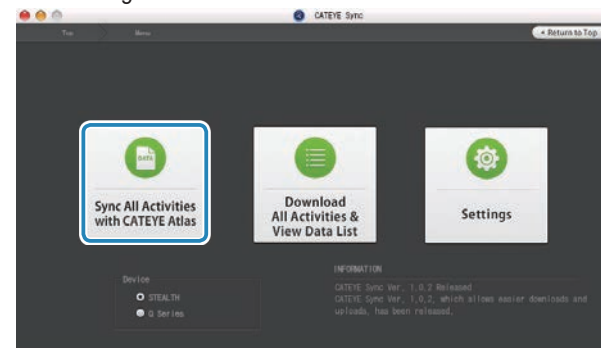 CATEYE Sync
Top
Menu
Return to Top
DATA
Sync All Activities
with CATEYE Atlas
Download
All Activities &
View Data List
Settings
Device
STEALTH
Q Series
INFORMATION
CATEYE Sync Ver. 1.0.2 Released
CATEYE Sync Ver. 1.0.2, which allows easier downloads and
uploads, has been released.